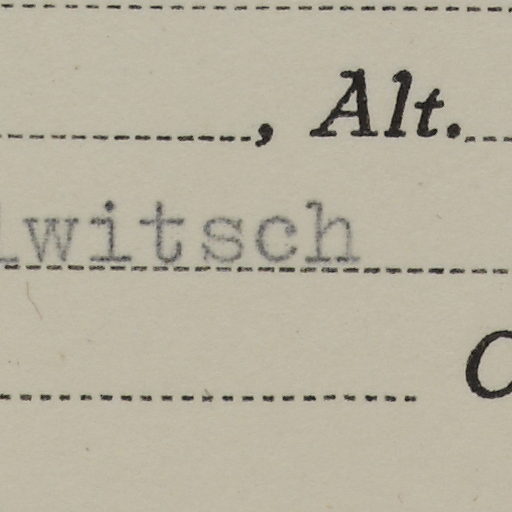 , Alt.
lwitsch